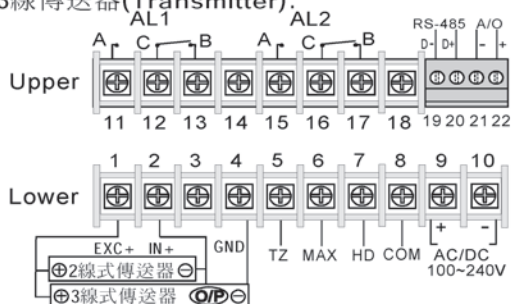 3線傳送器(Transmitter):
AL1 AL2
A C B A C B
RS-485 A/O
D- D+ - +
Upper
11 12 13 14 15 16 17 18 19 20 21 22
1 2 3 4 5 6 7 8 9 10
Lower
EXC+ IN+ GND TZ MAX HD COM + -
AC/DC
100~240V
⊕2線式傳送器⊖
⊕3線式傳送器 O/P⊖